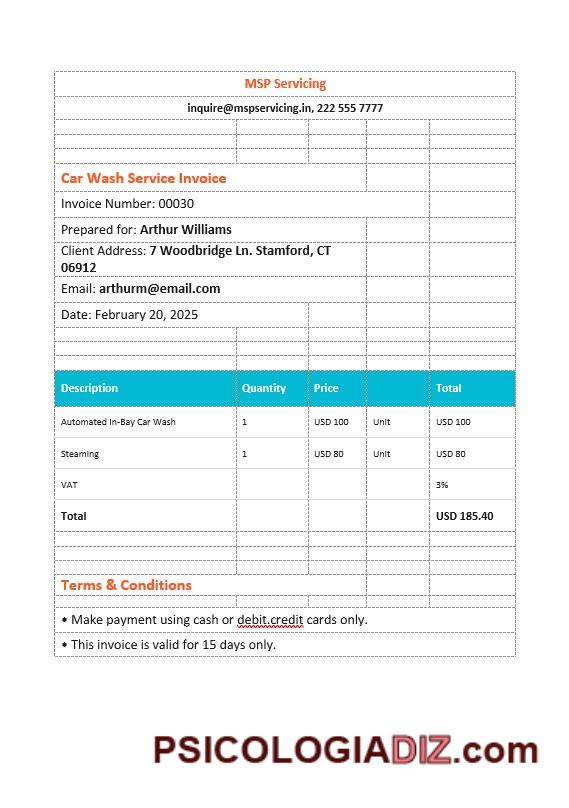 MSP Servicing
inquire@mspservicing.in, 222 555 7777
Car Wash Service Invoice
Invoice Number: 00030
Prepared for: Arthur Williams
Client Address: 7 Woodbridge Ln. Stamford, CT
06912
Email: arthurm@email.com
Date: February 20, 2025
Description Quantity Price Total
Automated In-Bay Car Wash 1 USD 100 Unit USD 100
Steaming 1 USD 80 Unit USD 80
VAT 3%
Total USD 185.40
Terms & Conditions
• Make payment using cash or debit.credit cards only.
• This invoice is valid for 15 days only.
PSICOLOGIADIZ.com